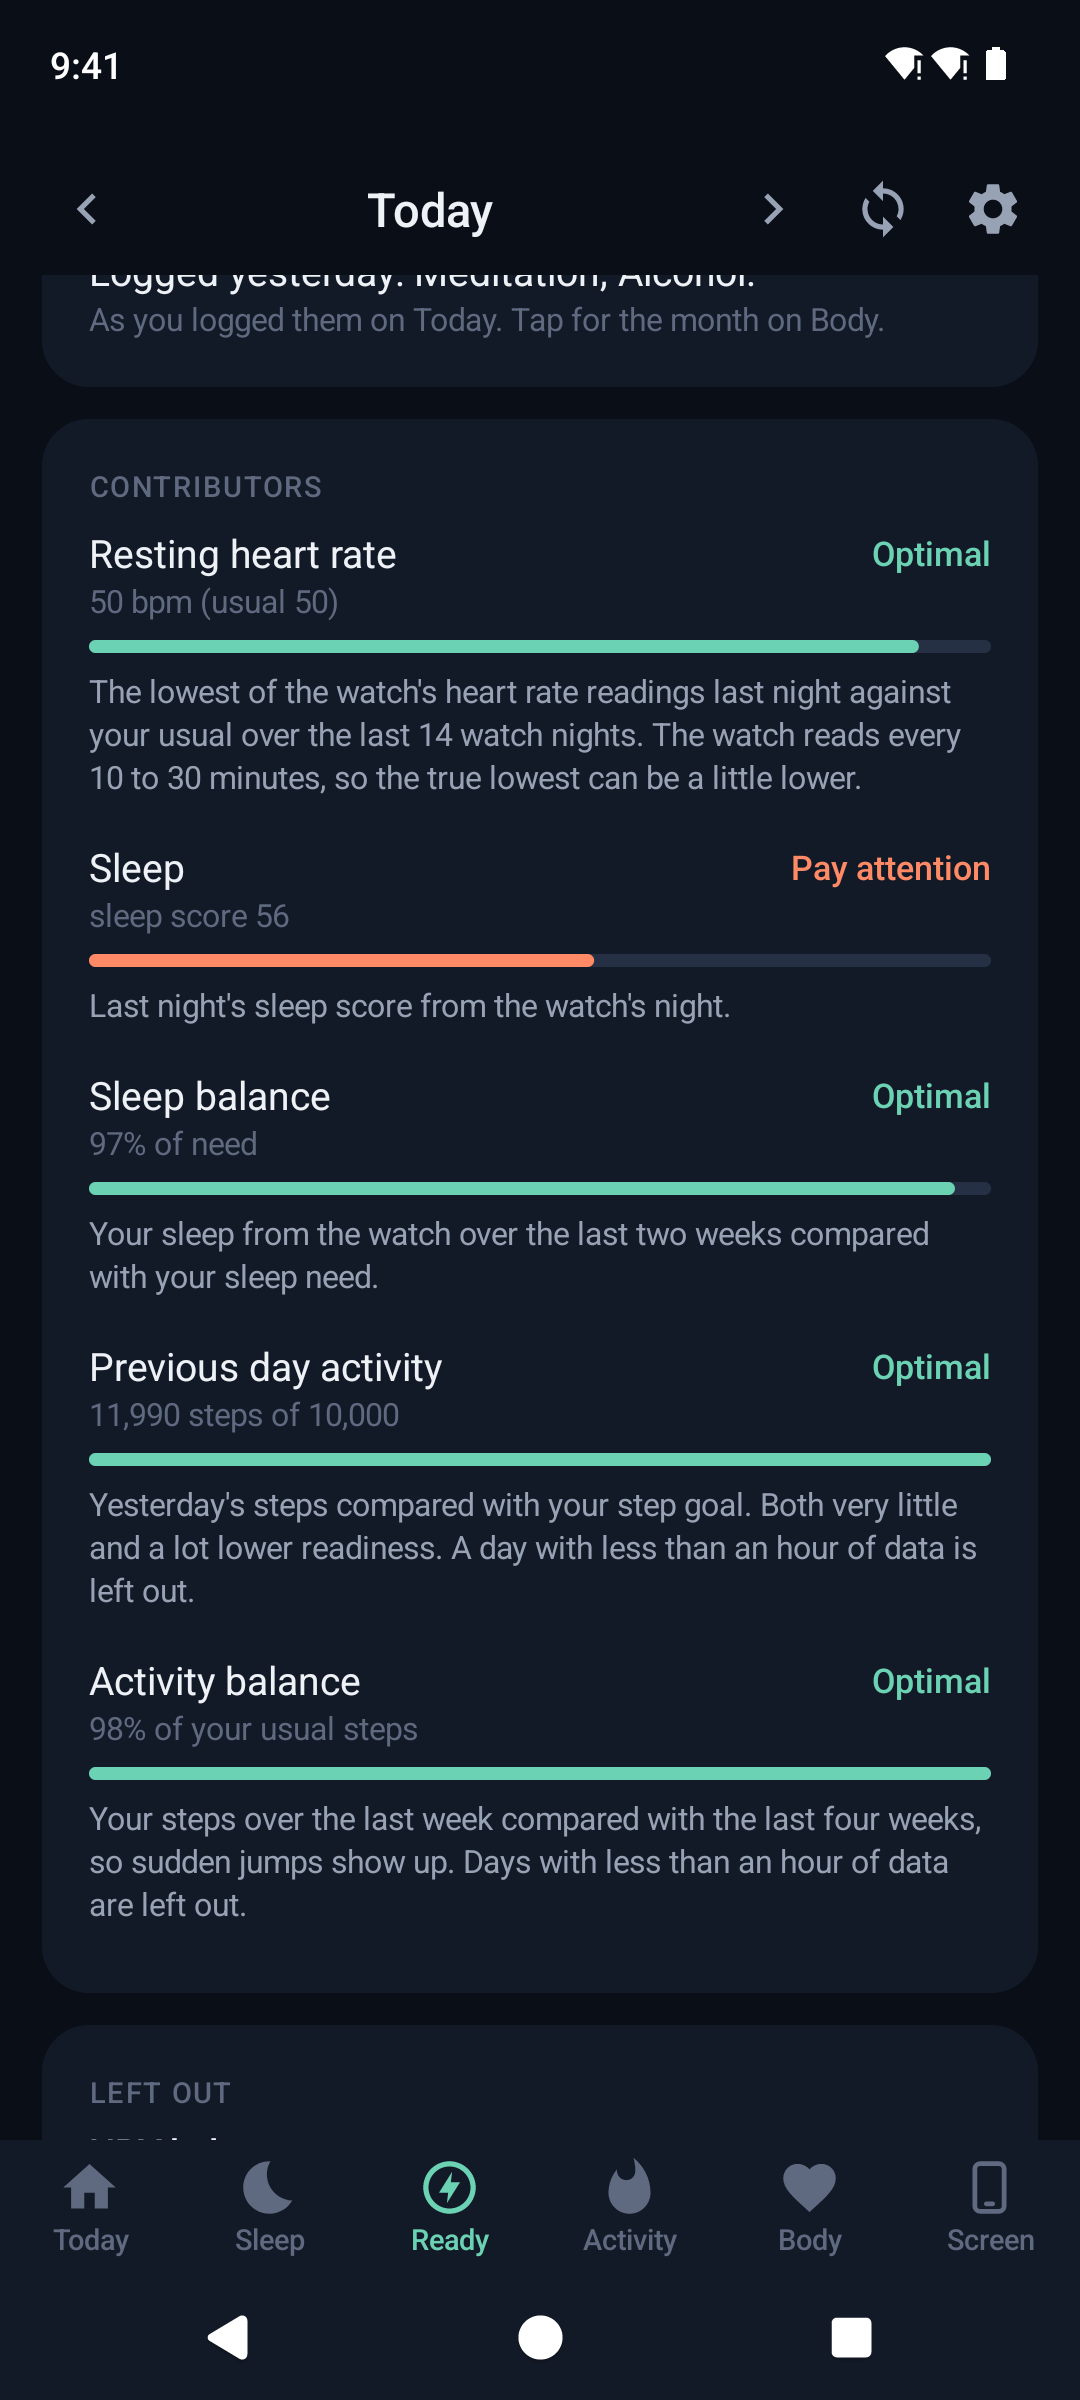 9:41
Today
Logged yesterday: Meditation, Alcohol.
As you logged them on Today. Tap for the month on Body.
CONTRIBUTORS
Resting heart rate
Optimal
50 bpm (usual 50)
The lowest of the watch's heart rate readings last night against
your usual over the last 14 watch nights. The watch reads every
10 to 30 minutes, so the true lowest can be a little lower.
Sleep
Pay attention
sleep score 56
Last night's sleep score from the watch's night.
Sleep balance
Optimal
97% of need
Your sleep from the watch over the last two weeks compared
with your sleep need.
Previous day activity
Optimal
11,990 steps of 10,000
Yesterday's steps compared with your step goal. Both very little
and a lot lower readiness. A day with less than an hour of data is
left out.
Activity balance
Optimal
98% of your usual steps
Your steps over the last week compared with the last four weeks,
so sudden jumps show up. Days with less than an hour of data
are left out.
LEFT OUT
Today
Sleep
Ready
Activity
Body
Screen